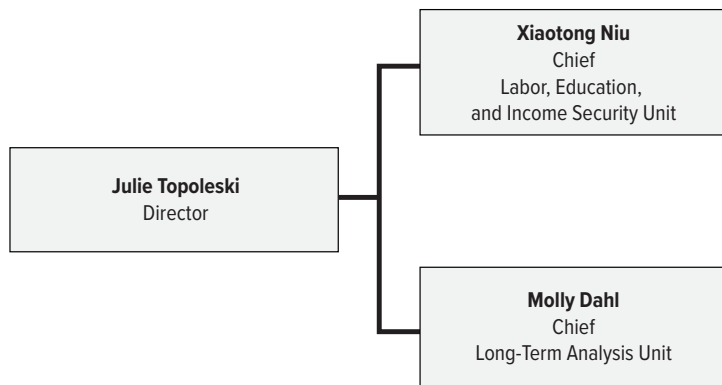 Xiaotong Niu
Chief
Labor, Education,
and Income Security Unit
Julie Topoleski
Director
Molly Dahl
Chief
Long-Term Analysis Unit